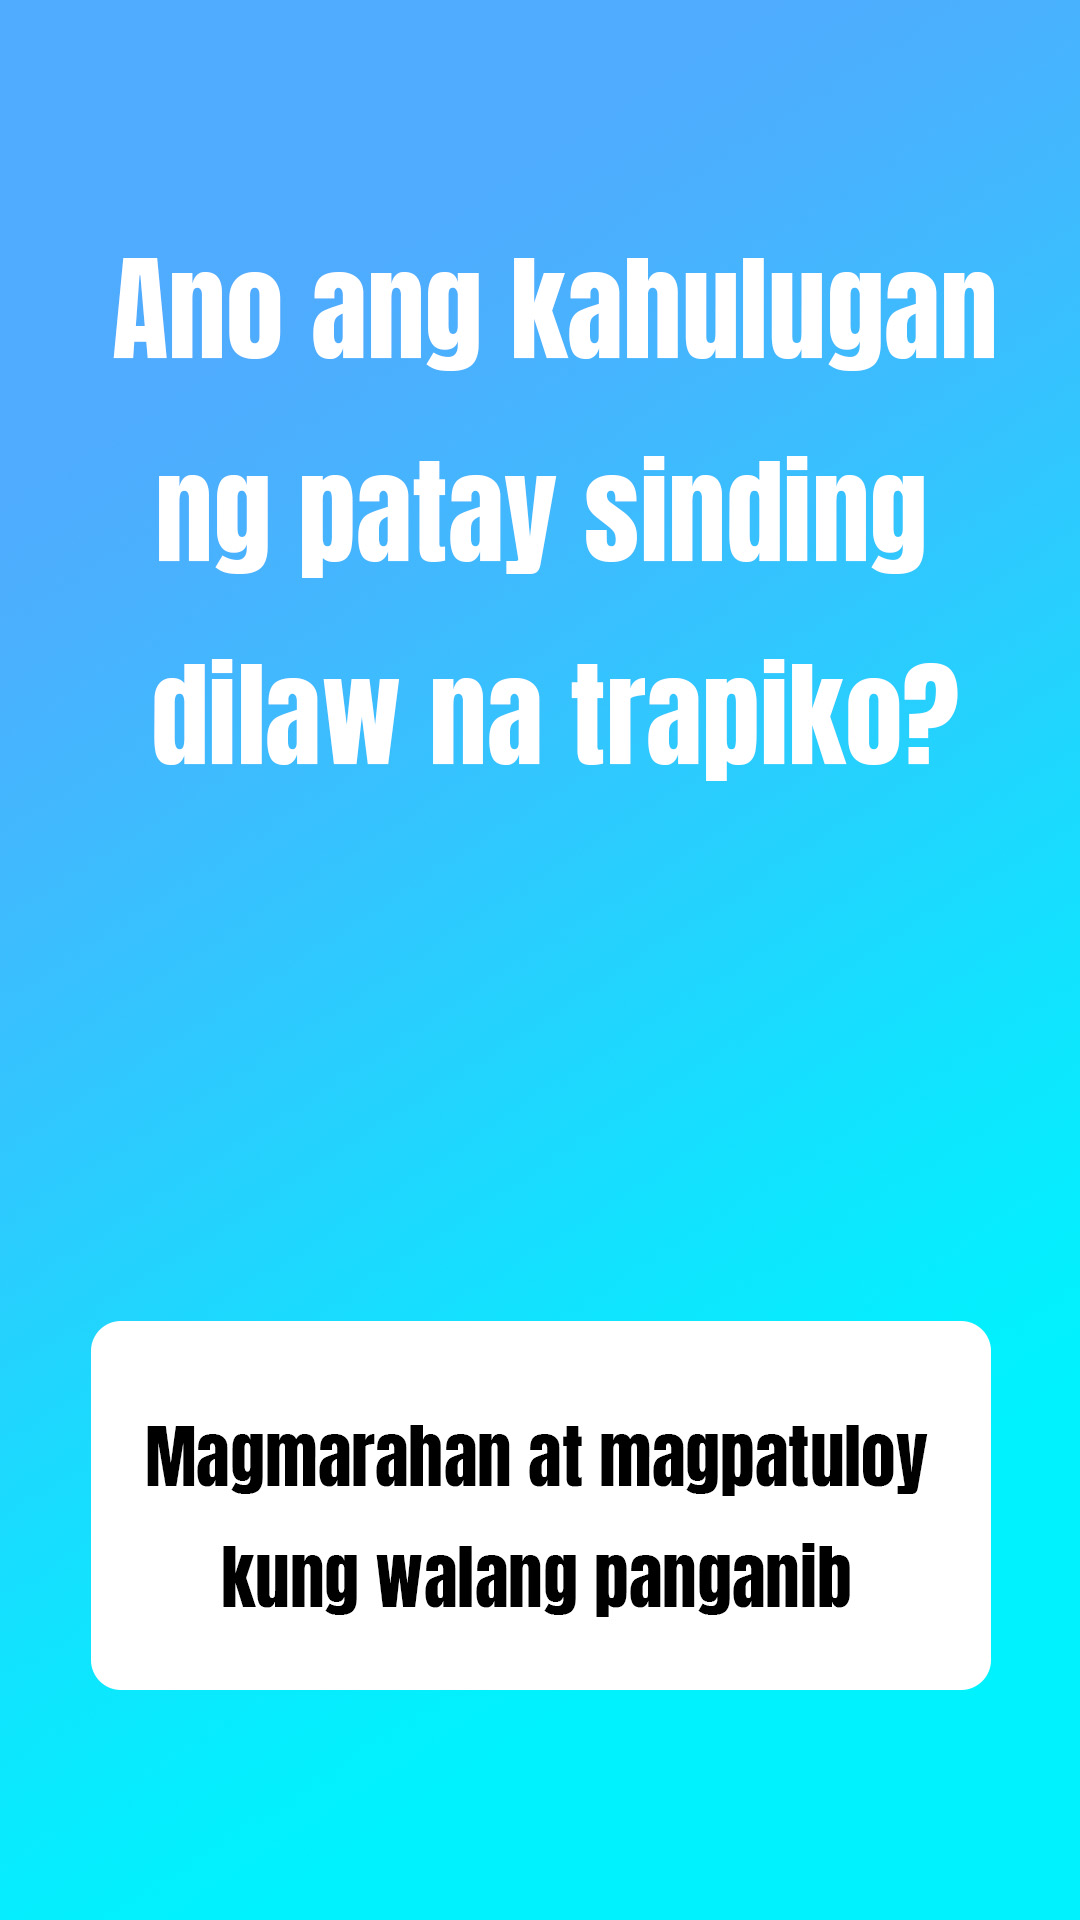 Ano ang kahulugan
ng patay sinding
dilaw na trapiko?
Magmarahan at magpatuloy
kung walang panganib